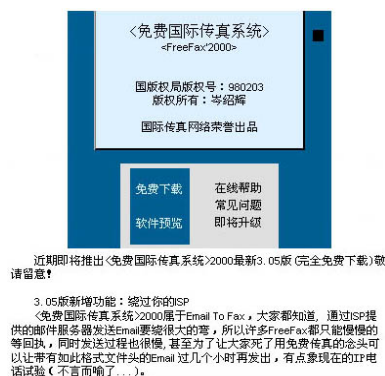 <免费国际传真系统>
<FreeFax'2000>
国版权局版权号：980203
版权所有：岑紹輝
国际传真网络荣誉出品
免费下载
在线帮助
常见问题
软件预览
即将升级
近期即将推出<免费国际传真系统>2000最新3.05版(完全免费下载)敬
请留意!
3.05版新增功能：绕过你的ISP
<免费国际传真系统>2000属于Email To Fax，大家都知道，通过ISP提
供的邮件服务器发送Email要绕很大的弯，所以许多FreeFax都只能慢慢的
等回执，同时发送过程也很慢,甚至为了让大家死了用免费传真的念头可
以让带有如此格式文件头的Email 过几个小时再发出，有点象现在的IP电
话试验(不言而喻了...)。